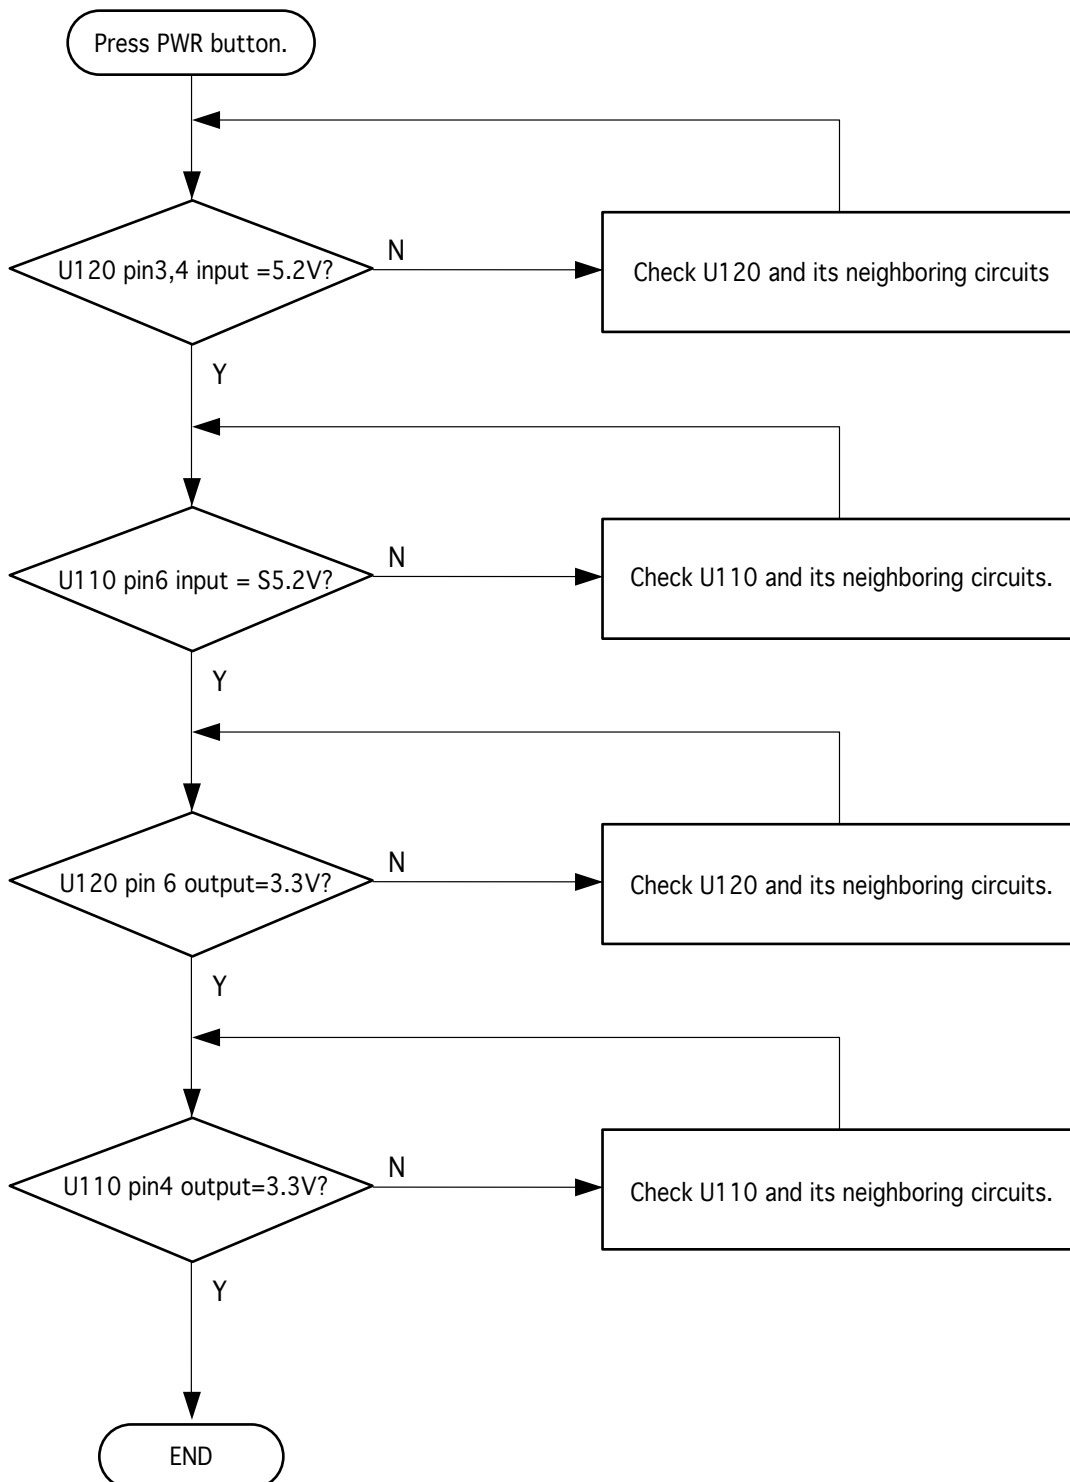 Press PWR button.
U120 pin3,4 input =5.2V?
N
Check U120 and its neighboring circuits
Y
U110 pin6 input = S5.2V?
N
Check U110 and its neighboring circuits.
Y
U120 pin 6 output=3.3V?
N
Check U120 and its neighboring circuits.
Y
U110 pin4 output=3.3V?
N
Check U110 and its neighboring circuits.
Y
END